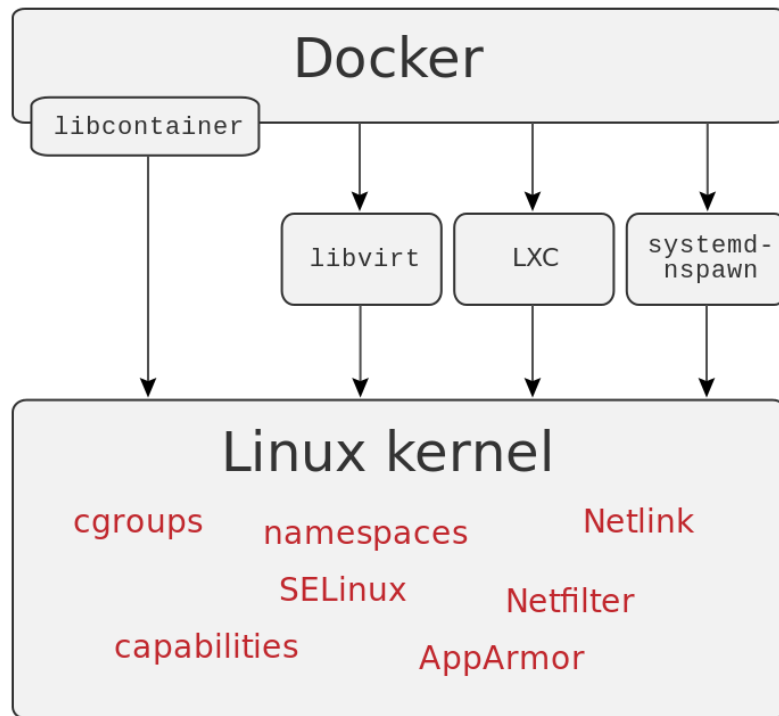 Docker
libcontainer
libvirt
LXC
systemd-
nspawn
Linux kernel
cgroups
namespaces
Netlink
SELinux
Netfilter
capabilities
AppArmor